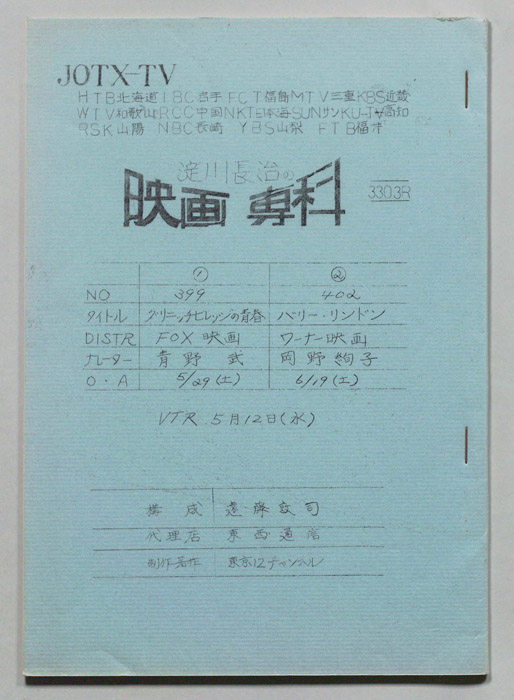 JOTX-TV
HTB北海道 IBC岩手 FCT福島 MTV三重 KBS近畿
WTV和歌山 RCC中国 NKT日本海 SUNサン KUTV高知
RSK山陽 NBC長崎 YBS山梨 FTB福井
淀川長治の
映画専科 3303R
① ②
NO 399 402
タイトル グリニッチビレッジの青春 バリー・リンドン
DISTR FOX 映画 ワーナー映画
ナレーター 青野 武 岡野絢子
O・A 5/29(土) 6/19(土)
VTR 5月12日(水)
構成 遠藤 司
代理店 東西通信
制作著作 東京12チャンネル